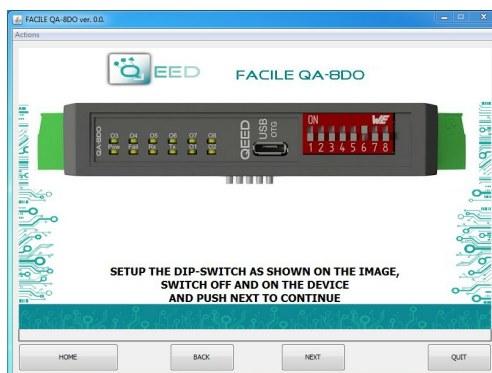 FACILE QA-8DO ver. 0.0.
Actions
QEED
FACILE QA-8DO
QA-8DO
O3 O4 O5 O6 O7 O8
Pow Fail Rx Tx O1 O2
QEED
USB
OTG
ON
WE
1 2 3 4 5 6 7 8
SETUP THE DIP-SWITCH AS SHOWN ON THE IMAGE,
SWITCH OFF AND ON THE DEVICE
AND PUSH NEXT TO CONTINUE
HOME BACK NEXT QUIT